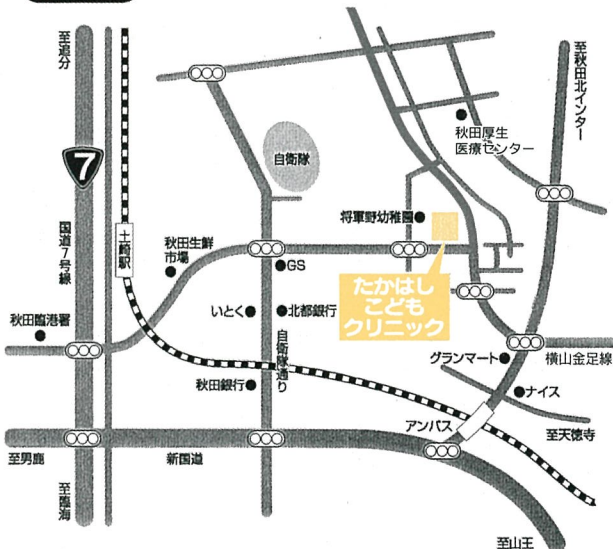 至追分
7
国道7号線
土崎駅
自衛隊
至秋田北インター
秋田厚生
医療センター
将軍野幼稚園
秋田生鮮
市場
GS
たかはし
こども
クリニック
いとく
北都銀行
自衛隊通り
秋田臨港署
グランマート
横山金足線
秋田銀行
ナイス
アンパス
至天徳寺
至男鹿
新国道
至臨海
至山王